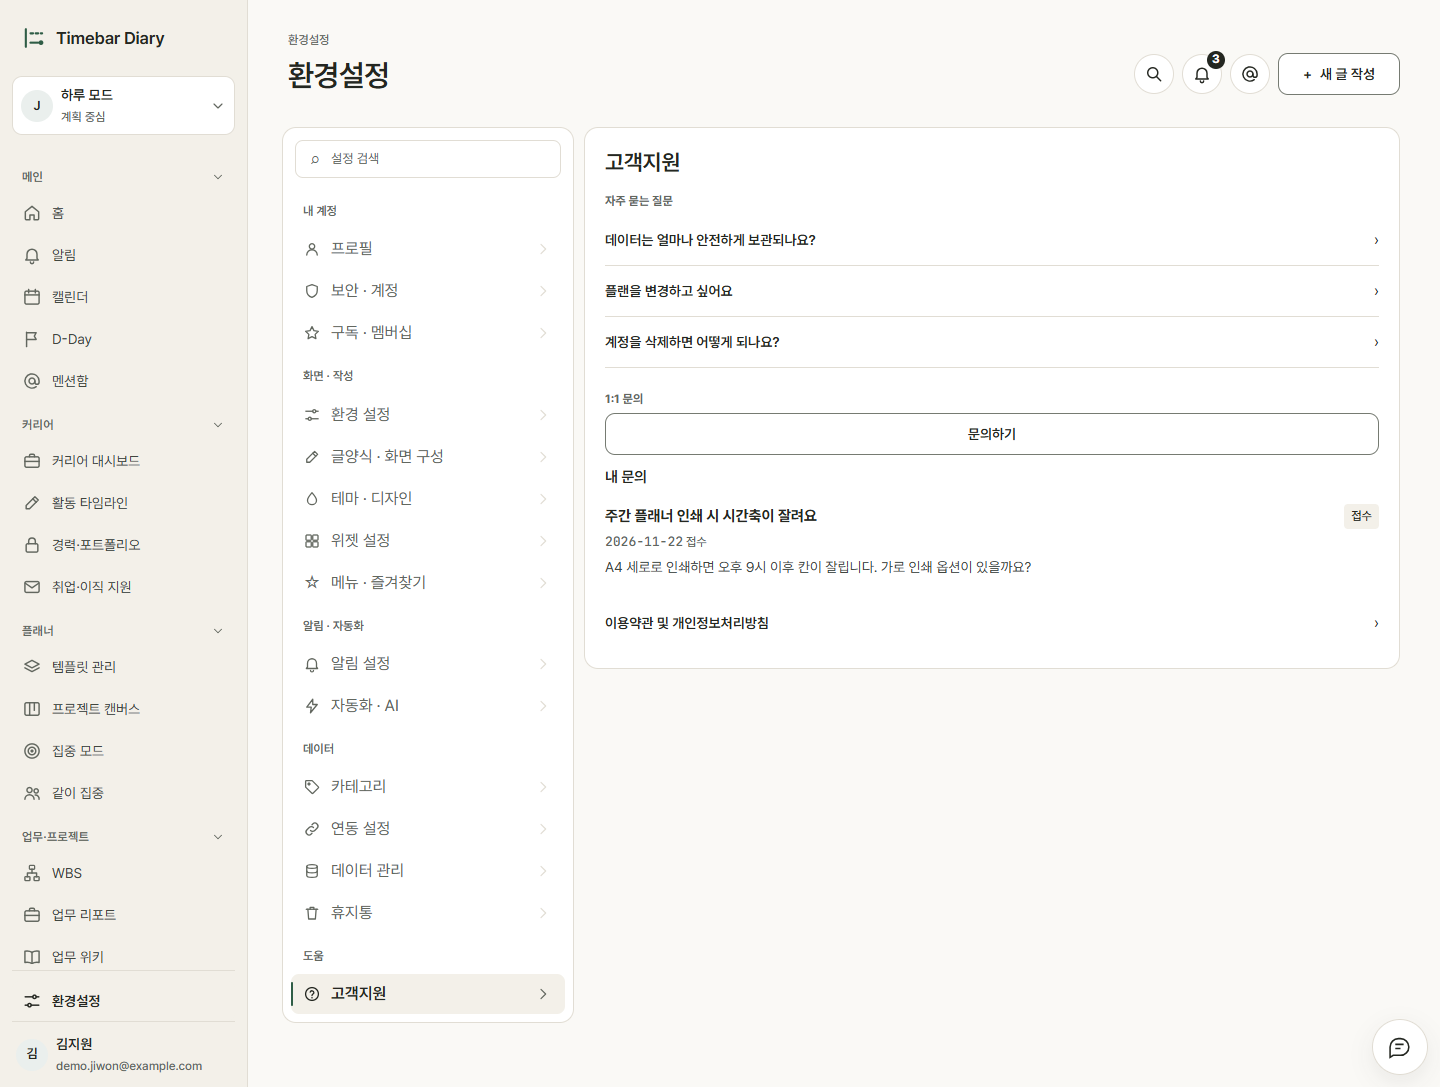 Timebar Diary
J
하루 모드
계획 중심
메인
홈
알림
캘린더
D-Day
멘션함
커리어
커리어 대시보드
활동 타임라인
경력·포트폴리오
취업·이직 지원
플래너
템플릿 관리
프로젝트 캔버스
집중 모드
같이 집중
업무·프로젝트
WBS
업무 리포트
업무 위키
환경설정
김
김지원
demo.jiwon@example.com
환경설정
환경설정
3
+ 새 글 작성
설정 검색
내 계정
프로필
보안 · 계정
구독 · 멤버십
화면 · 작성
환경 설정
글양식 · 화면 구성
테마 · 디자인
위젯 설정
메뉴 · 즐겨찾기
알림 · 자동화
알림 설정
자동화 · AI
데이터
카테고리
연동 설정
데이터 관리
휴지통
도움
고객지원
고객지원
자주 묻는 질문
데이터는 얼마나 안전하게 보관되나요?
플랜을 변경하고 싶어요
계정을 삭제하면 어떻게 되나요?
1:1 문의
문의하기
내 문의
주간 플래너 인쇄 시 시간축이 잘려요
접수
2026-11-22 접수
A4 세로로 인쇄하면 오후 9시 이후 칸이 잘립니다. 가로 인쇄 옵션이 있을까요?
이용약관 및 개인정보처리방침